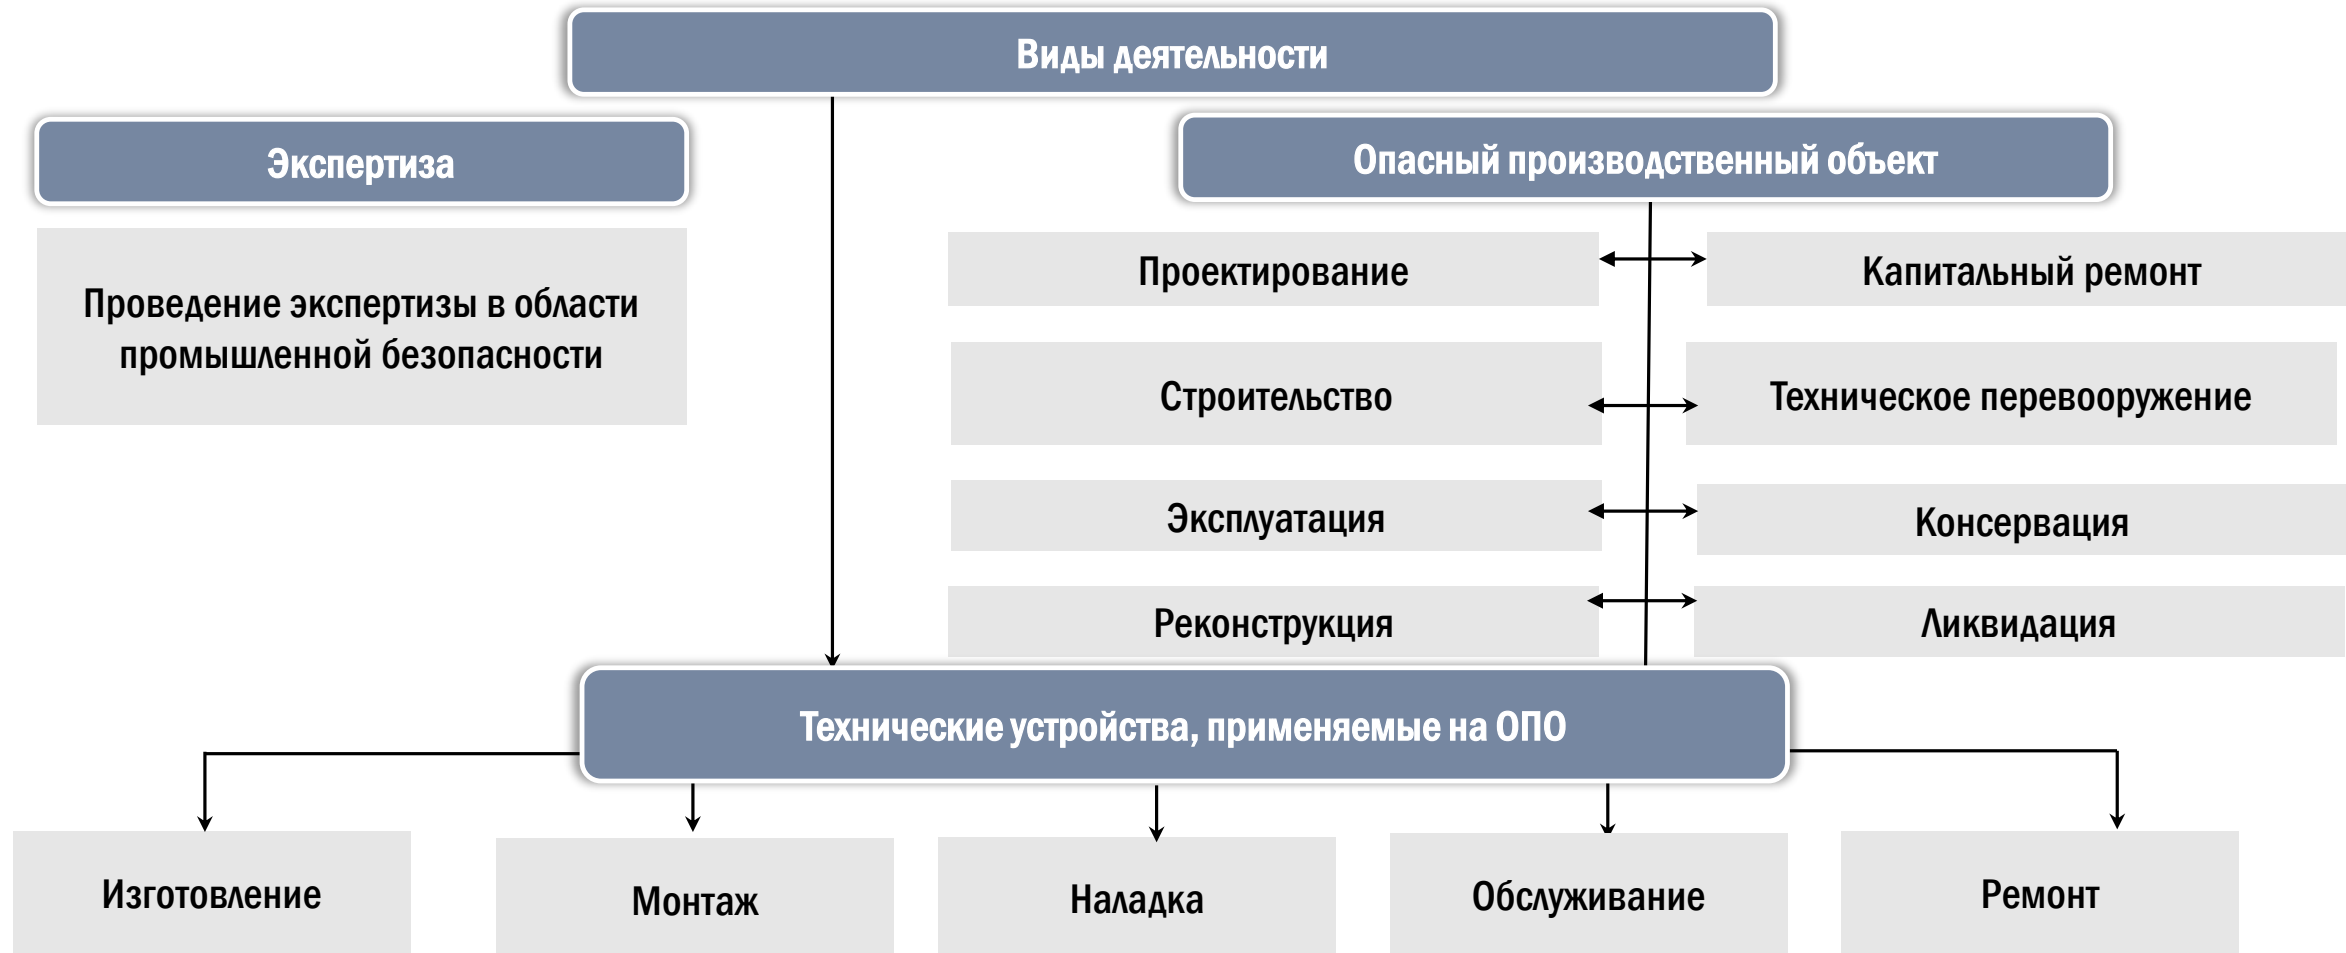 Виды деятельности
Экспертиза
Опасный производственный объект
Проведение экспертизы в области
промышленной безопасности
Проектирование
Капитальный ремонт
Строительство
Техническое перевооружение
Эксплуатация
Консервация
Реконструкция
Ликвидация
Технические устройства, применяемые на ОПО
Изготовление
Монтаж
Наладка
Обслуживание
Ремонт